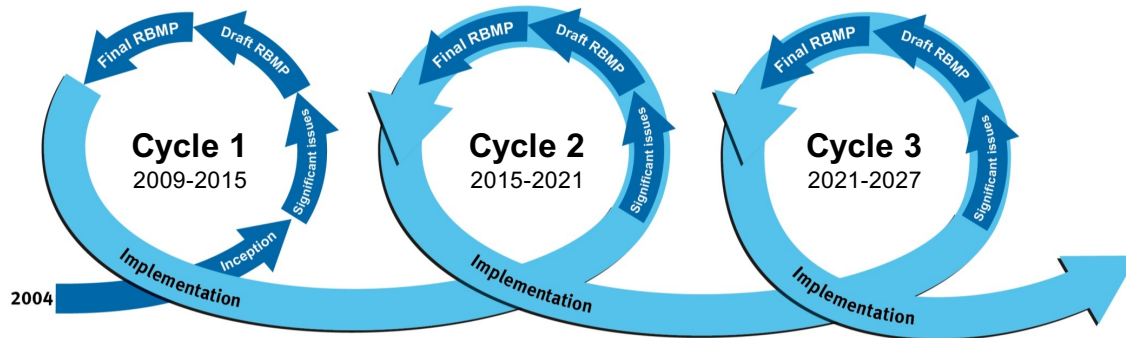 Final RBMP
Draft RBMP
Significant issues
Cycle 1
2009-2015
Inception
Implementation
2004
Final RBMP
Draft RBMP
Significant issues
Cycle 2
2015-2021
Implementation
Final RBMP
Draft RBMP
Significant issues
Cycle 3
2021-2027
Implementation